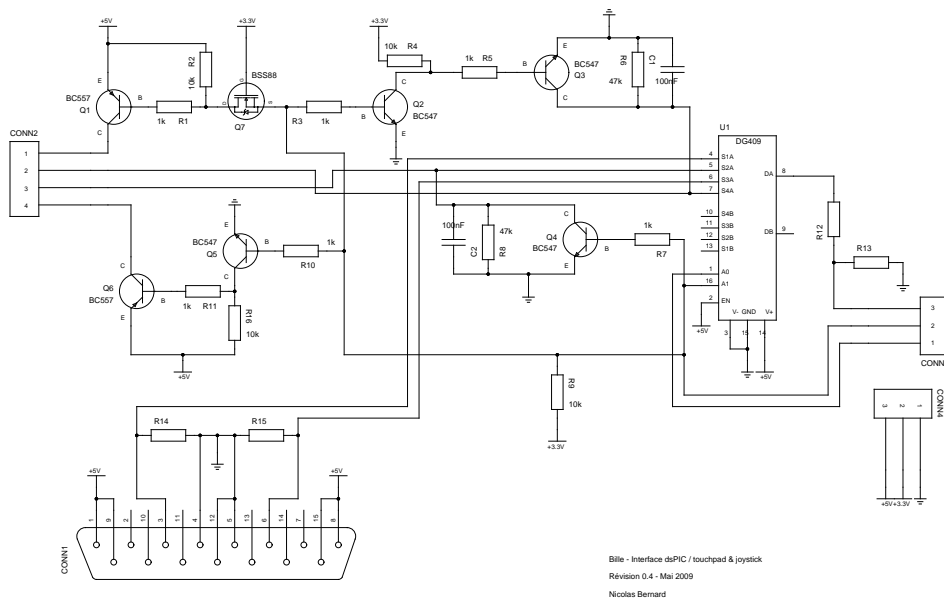 +5V
+3.3V
+3.3V
R2
10k
BSS88
G
D
S
Q7
10k
R4
1k
R5
E
B
BC547
Q3
C
R6
47k
C1
100nF
E
BC557
Q1
B
C
1k
R1
R3
1k
C
B
Q2
BC547
E
U1
DG409
CONN2
1
2
3
4
4
S1A
5
S2A
6
S3A
7
S4A
10
S4B
11
S3B
12
S2B
13
S1B
1
A0
16
A1
2
EN
DA
8
DB
9
V-
GND
V+
3
15
14
+5V
+5V
R12
R13
E
BC547
Q5
B
C
1k
R10
100nF
C2
R8
47k
C
Q4
BC547
B
E
1k
R7
C
Q6
BC557
B
E
1k
R11
R16
10k
+5V
3
2
1
CONN
R9
10k
+3.3V
CONN4
3
2
1
+5V
+3.3V
R14
R15
+5V
+5V
CONN1
1
9
2
10
3
11
4
12
5
13
6
14
7
15
8
Bille - Interface dsPIC / touchpad & joystick
Révision 0.4 - Mai 2009
Nicolas Bernard